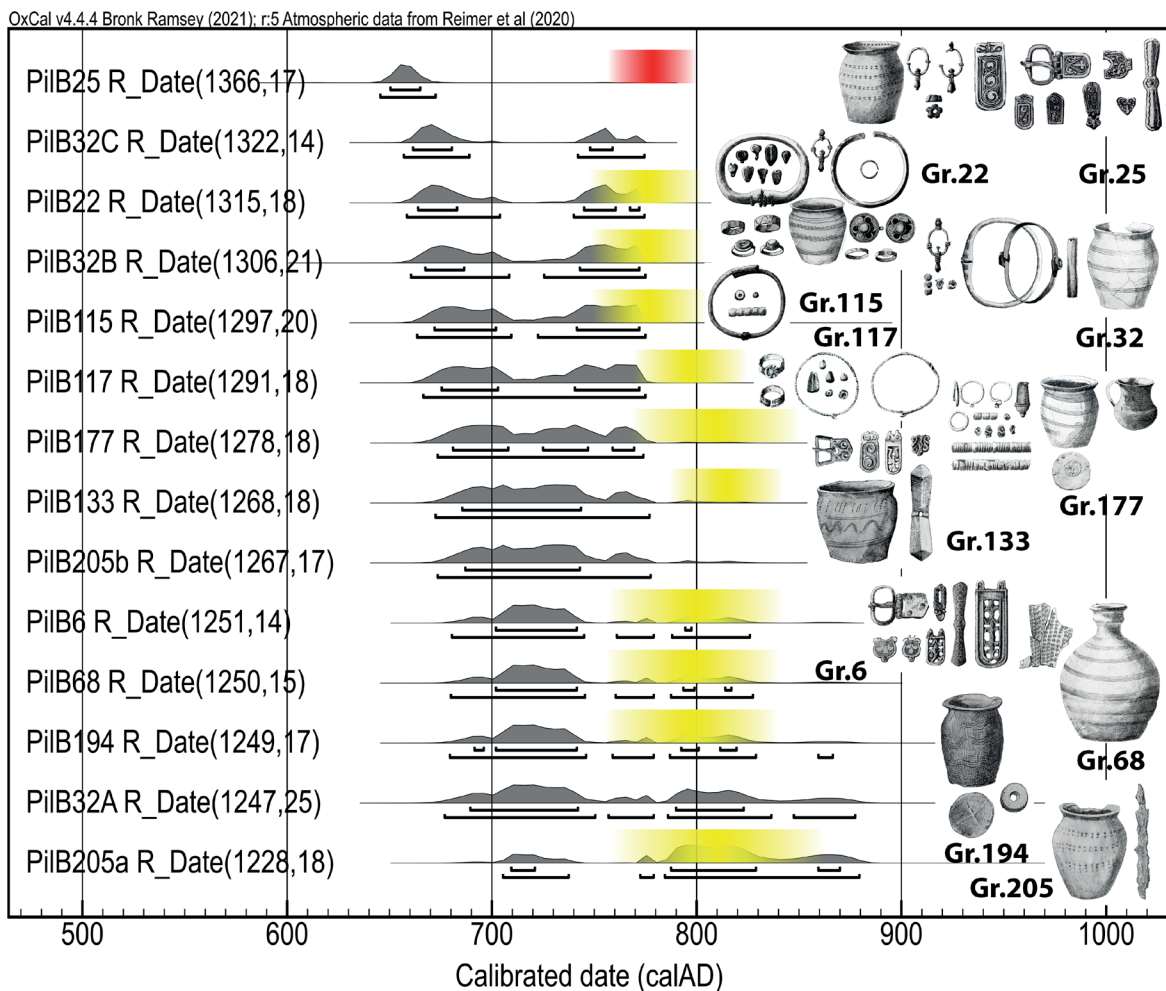 OxCal v4.4.4 Bronk Ramsey (2021); r:5 Atmospheric data from Reimer et al (2020)
PilB25 R_Date(1366,17)
PilB32C R_Date(1322,14)
PilB22 R_Date(1315,18)
PilB32B R_Date(1306,21)
PilB115 R_Date(1297,20)
PilB117 R_Date(1291,18)
PilB177 R_Date(1278,18)
PilB133 R_Date(1268,18)
PilB205b R_Date(1267,17)
PilB6 R_Date(1251,14)
PilB68 R_Date(1250,15)
PilB194 R_Date(1249,17)
PilB32A R_Date(1247,25)
PilB205a R_Date(1228,18)
Gr.22
Gr.25
Gr.115
Gr.117
Gr.32
Gr.177
Gr.133
Gr.6
Gr.68
Gr.194
Gr.205
500 600 700 800 900 1000
Calibrated date (calAD)